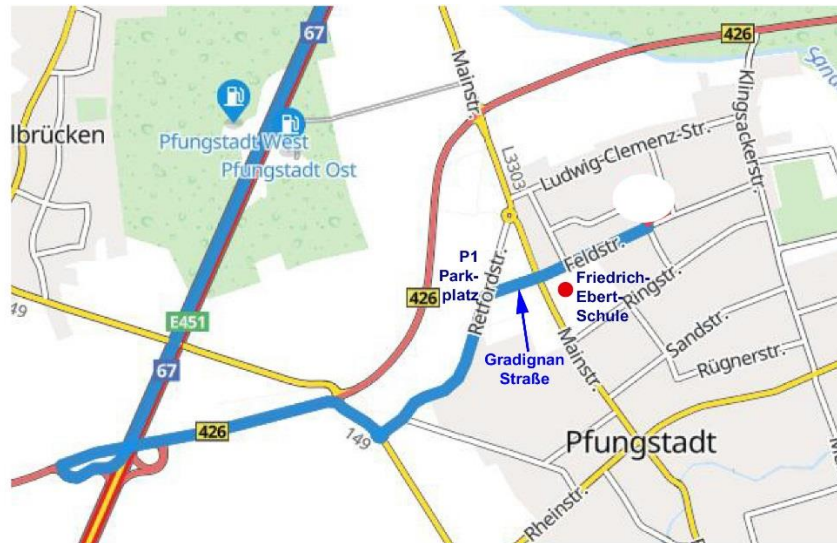 67
426
Mainstr.
Klingsackerstr.
Sand
lbrücken
Pfungstadt West
Pfungstadt Ost
L3303
Ludwig-Clemenz-Str.
P1
Park-
platz
Retfordstr.
Feldstr.
Friedrich-
Ebert-
Schule
426
Ringstr.
49
E451
Gradignan
Straße
Mainstr.
Sandstr.
Rügnerstr.
67
426
149
Pfungstadt
Rheinstr.